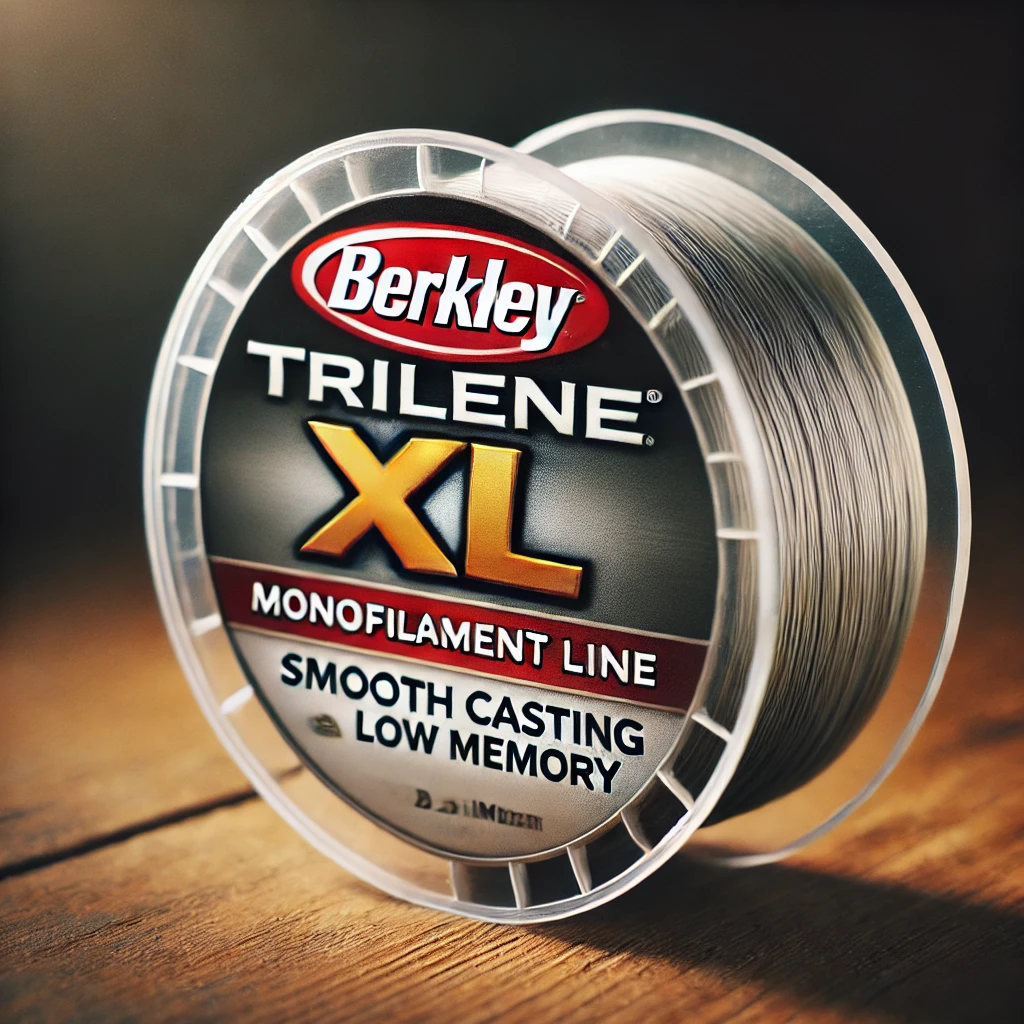 Berkley
TRILENE®
XL
MONOFILAMENT LINE
SMOOTH CASTING
LOW MEMORY